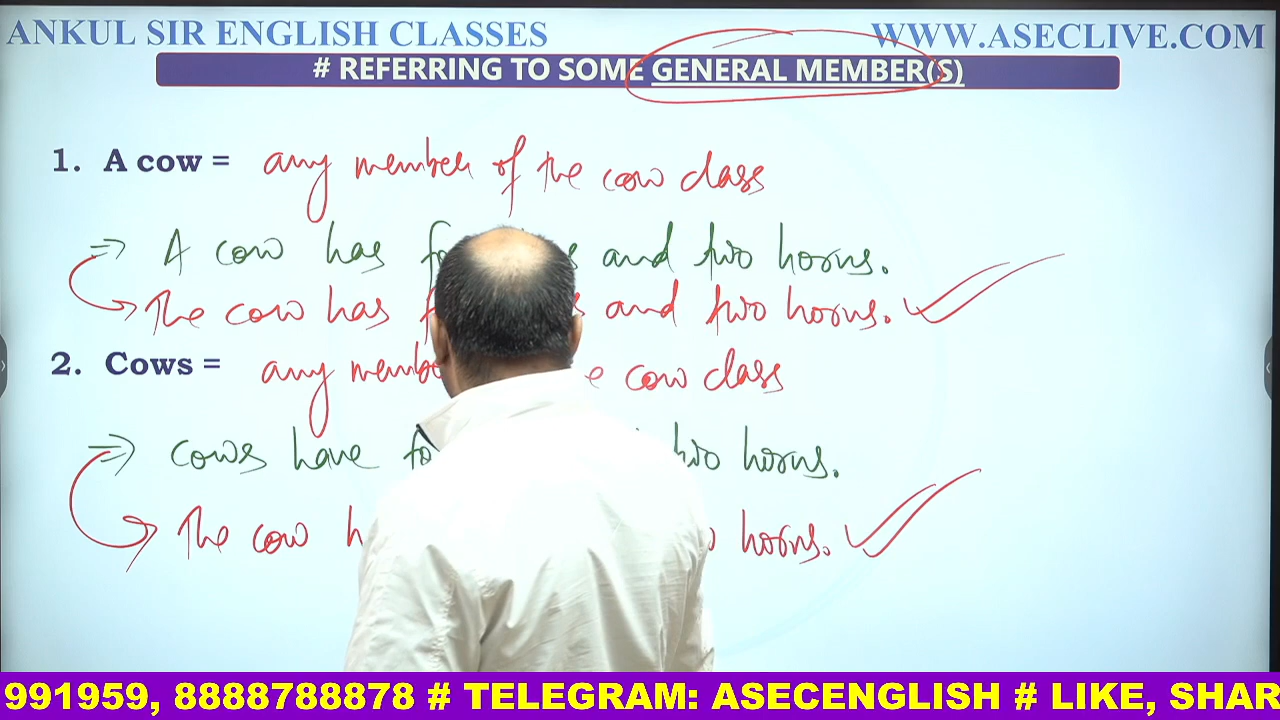 ANKUL SIR ENGLISH CLASSES
WWW.ASECLIVE.COM
# REFERRING TO SOME GENERAL MEMBER(S)
1. A cow = any member of the cow class
⇒ A cow has and two horns.
The cow has and two horns.
2. Cows = any cow class
⇒ cows have two horns.
The cow horns.
991959, 8888788878 # TELEGRAM: ASECENGLISH # LIKE, SHAR